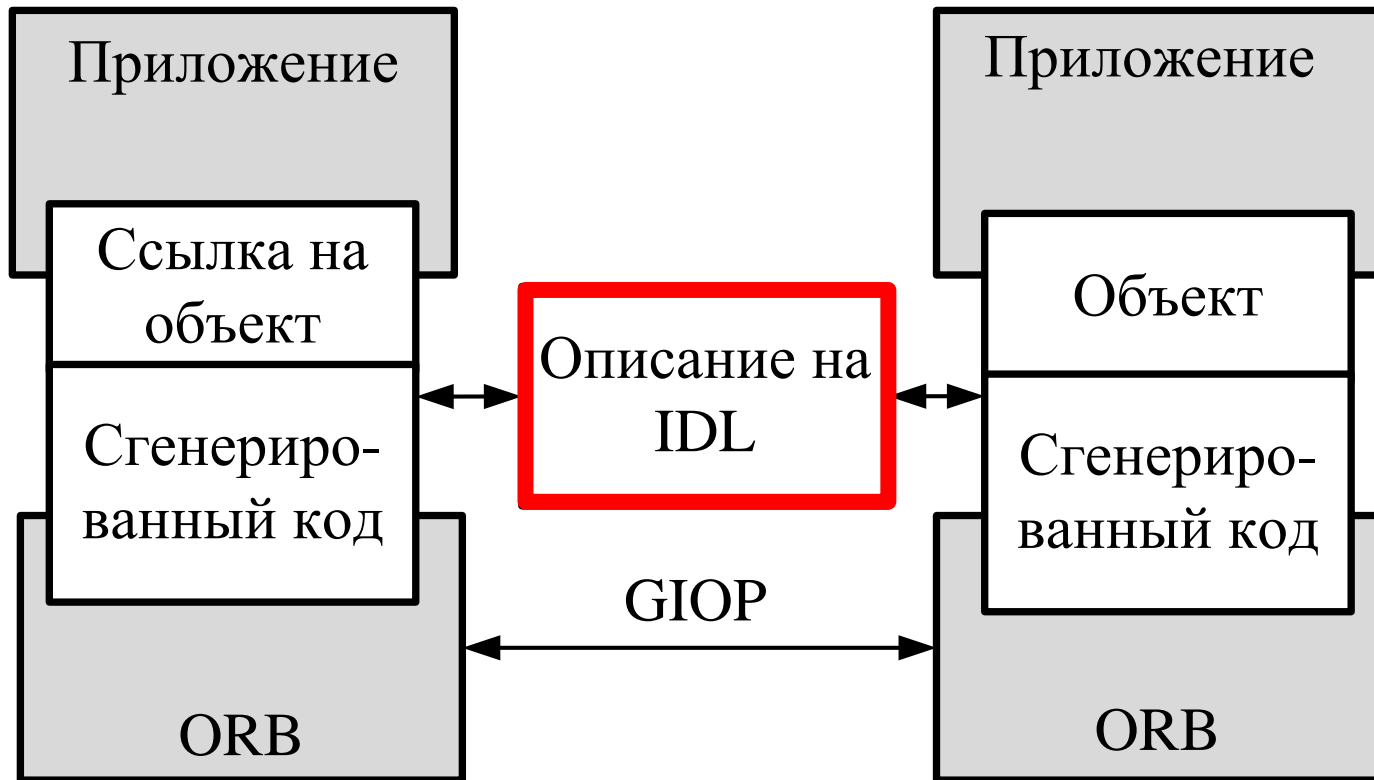 Приложение
Ссылка на
объект
Сгенериро-
ванный код
ORB
Описание на
IDL
GIOP
Приложение
Объект
Сгенериро-
ванный код
ORB